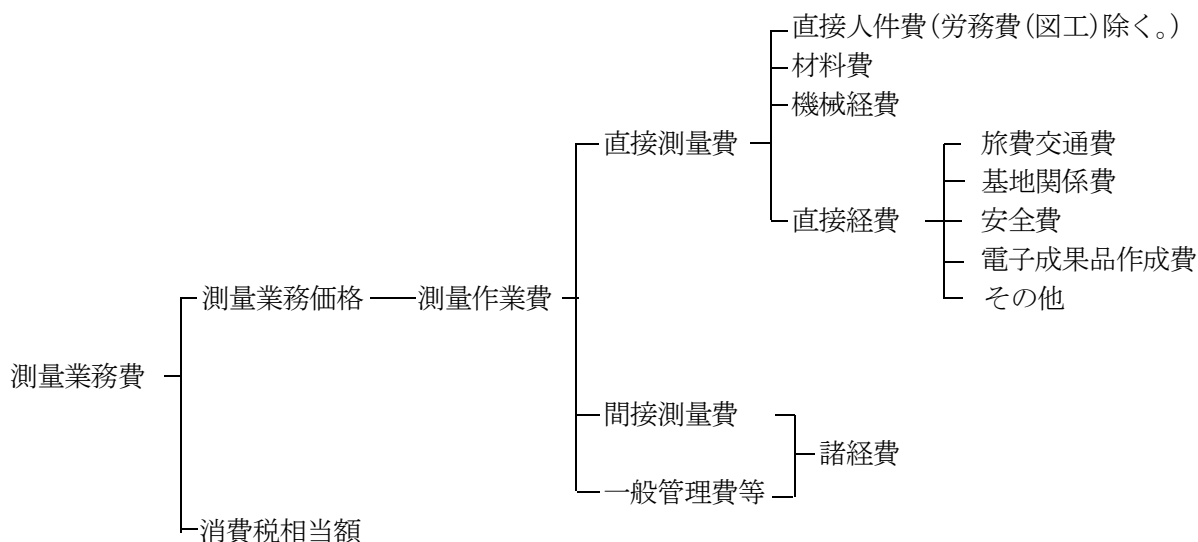 直接人件費(労務費(図工)除く。)
材料費
機械経費
直接測量費
旅費交通費
基地関係費
直接経費
安全費
電子成果品作成費
測量業務価格
測量作業費
その他
測量業務費
間接測量費
諸経費
一般管理費等
消費税相当額